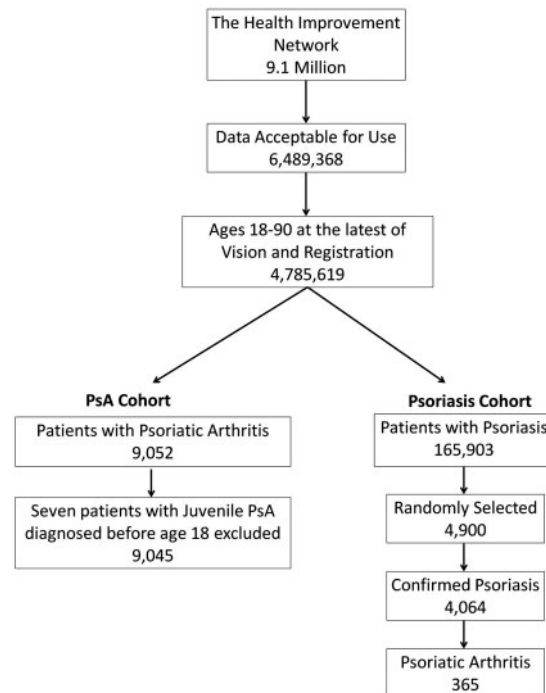 The Health Improvement
Network
9.1 Million
Data Acceptable for Use
6,489,368
Ages 18-90 at the latest of
Vision and Registration
4,785,619
PsA Cohort
Patients with Psoriatic Arthritis
9,052
Seven patients with Juvenile PsA
diagnosed before age 18 excluded
9,045
Psoriasis Cohort
Patients with Psoriasis
165,903
Randomly Selected
4,900
Confirmed Psoriasis
4,064
Psoriatic Arthritis
365